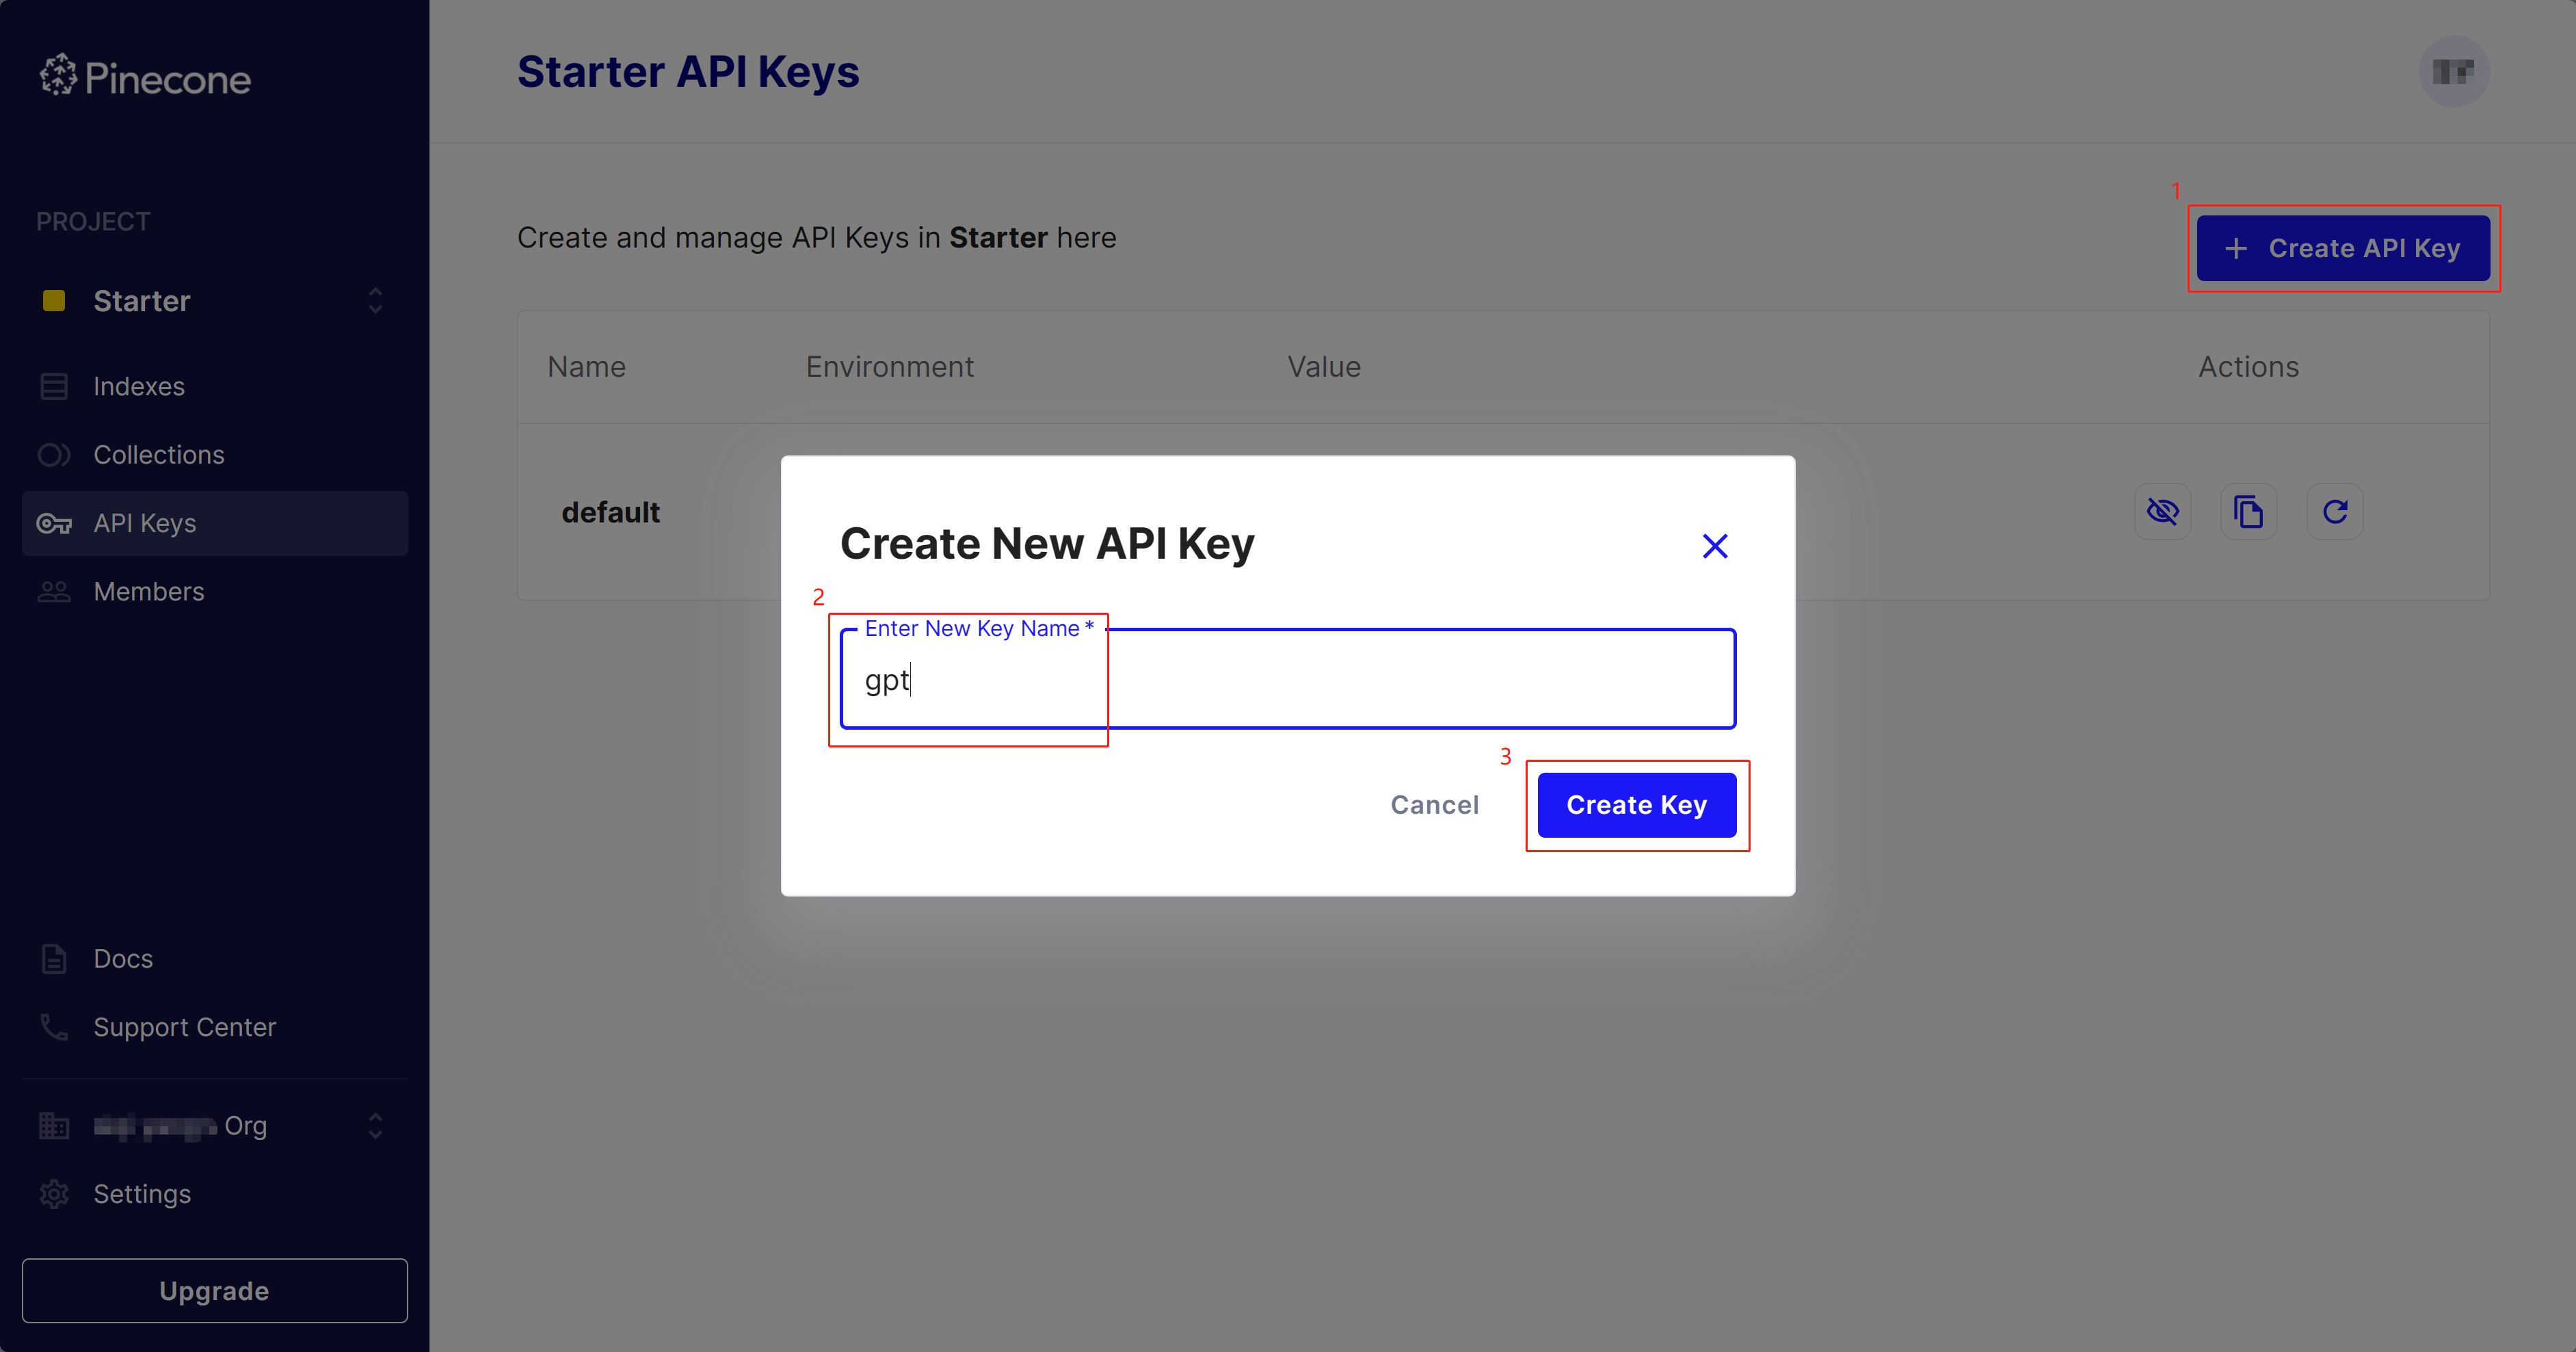 Pinecone
PROJECT
Starter
Indexes
Collections
API Keys
Members
Docs
Support Center
Org
Settings
Upgrade
Starter API Keys
Create and manage API Keys in Starter here
1
+ Create API Key
Name Environment Value Actions
default
Create New API Key
2
Enter New Key Name *
gpt
3
Cancel
Create Key